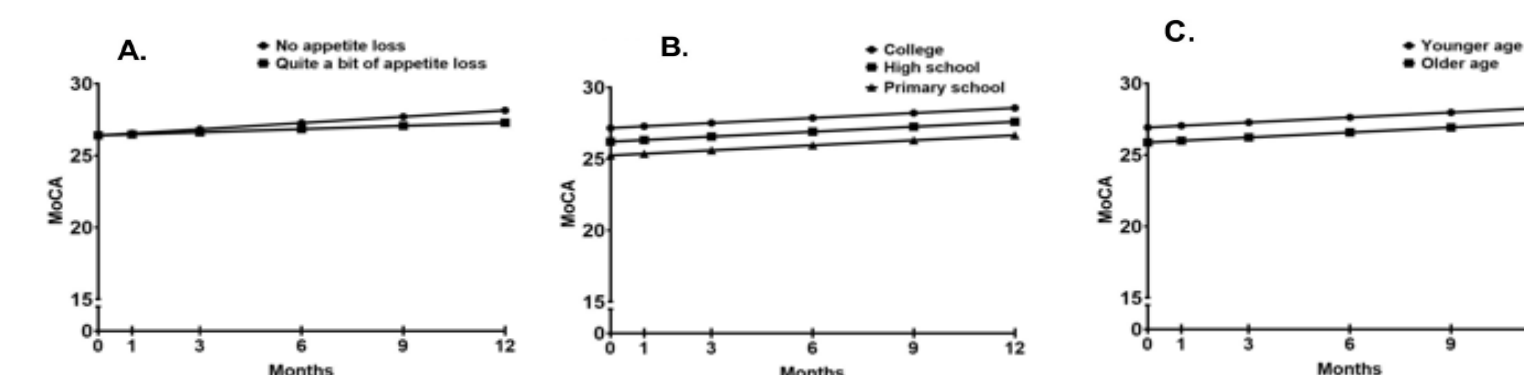 A.
No appetite loss
Quite a bit of appetite loss
30
25
20
15
0
MoCA
0 1 3 6 9 12
Months
B.
College
High school
Primary school
30
25
20
15
0
MoCA
0 1 3 6 9 12
Months
C.
Younger age
Older age
30
25
20
15
0
MoCA
0 1 3 6 9
Months